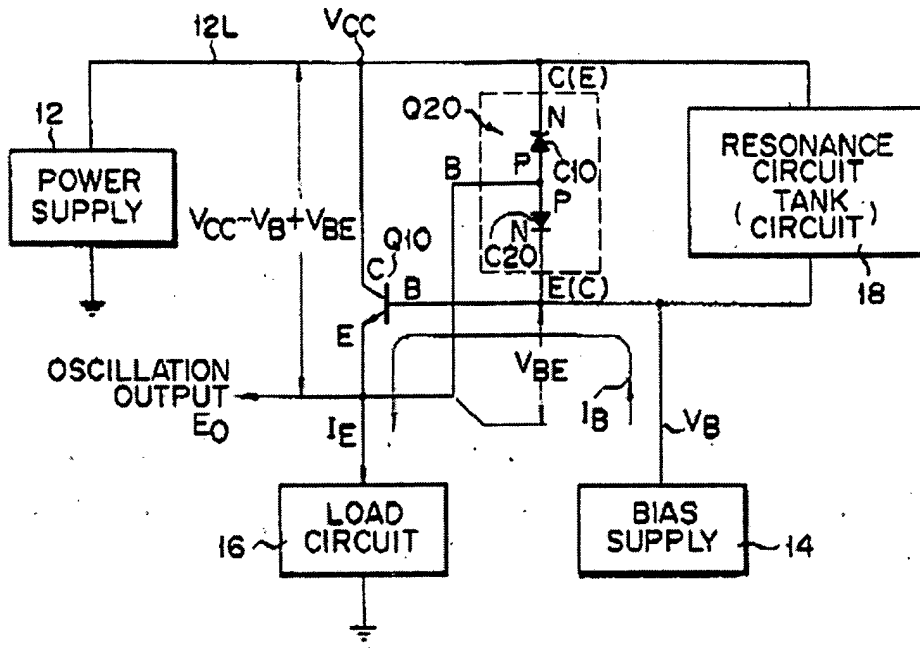 12L
VCC
C(E)
12
Q20
N
POWER
SUPPLY
P
C10
RESONANCE
CIRCUIT
( TANK )
CIRCUIT
B
P
VCC-VB+VBE
Q10
N
C20
C
B
E(C)
18
E
VBE
OSCILLATION
OUTPUT
EO
IE
IB
VB
16
LOAD
CIRCUIT
BIAS
SUPPLY
14